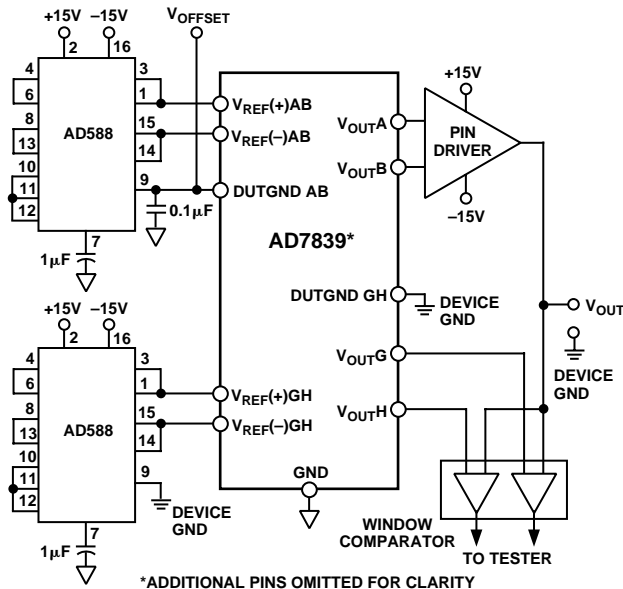 +15V
–15V
VOFFSET
2
16
4
3
6
1
8
AD588
15
13
14
10
9
11
12
7
1μF
0.1μF
VREF(+)AB
VREF(–)AB
DUTGND AB
AD7839*
VOUTA
VOUTB
+15V
PIN
DRIVER
–15V
DUTGND GH
DEVICE
GND
VOUT
DEVICE
GND
VOUTG
VOUTH
+15V
–15V
2
16
4
3
6
1
8
AD588
15
13
14
10
9
11
12
7
1μF
DEVICE
GND
VREF(+)GH
VREF(–)GH
GND
WINDOW
COMPARATOR
TO TESTER
*ADDITIONAL PINS OMITTED FOR CLARITY